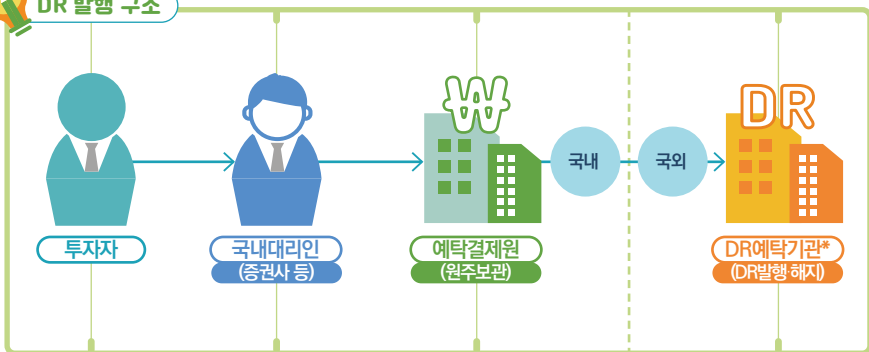 DR 발행 구조
₩
DR
국내
국외
투자자
국내대리인
(증권사 등)
예탁결제원
(원주보관)
DR예탁기관*
(DR발행·해지)